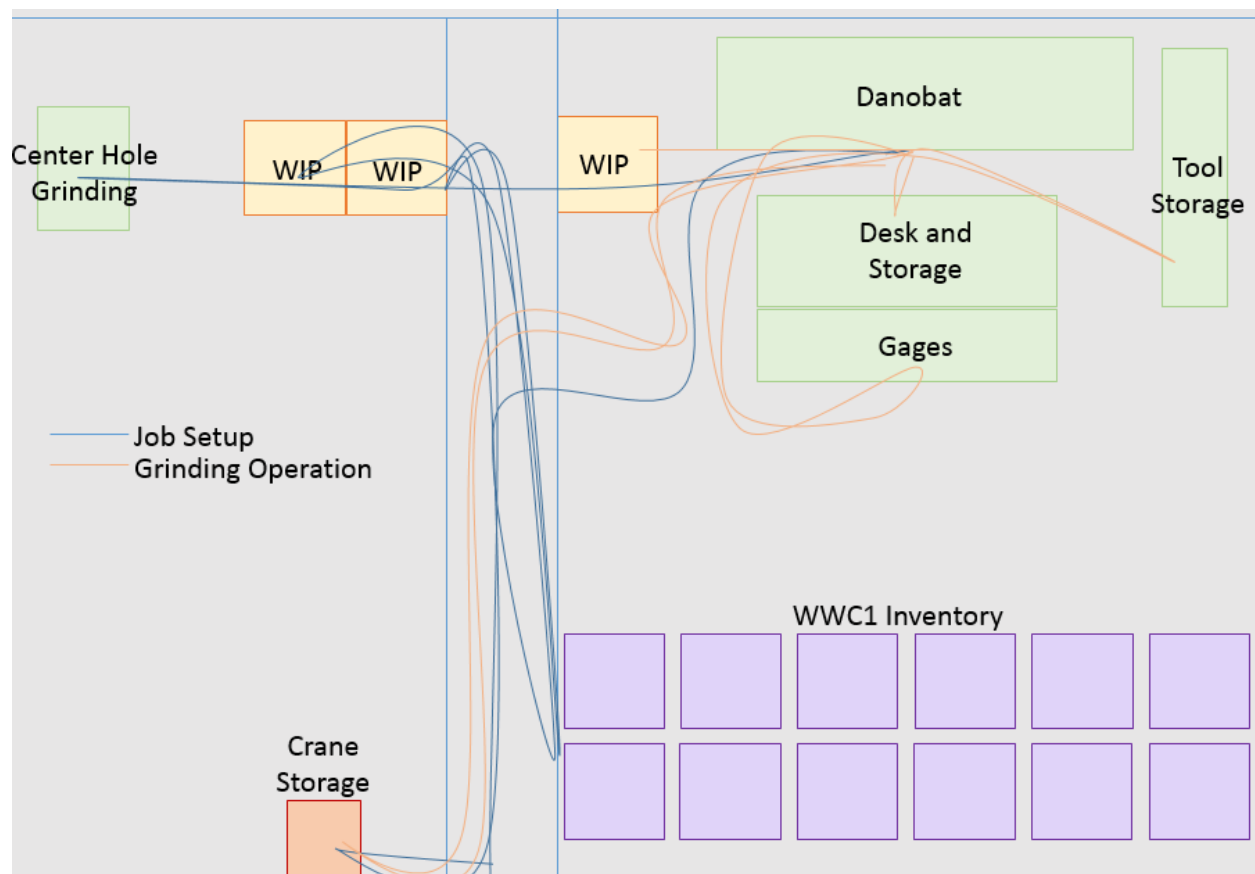 Danobat
Center Hole
Grinding
WIP
WIP
WIP
Tool
Storage
Desk and
Storage
Gages
Job Setup
Grinding Operation
WWC1 Inventory
Crane
Storage